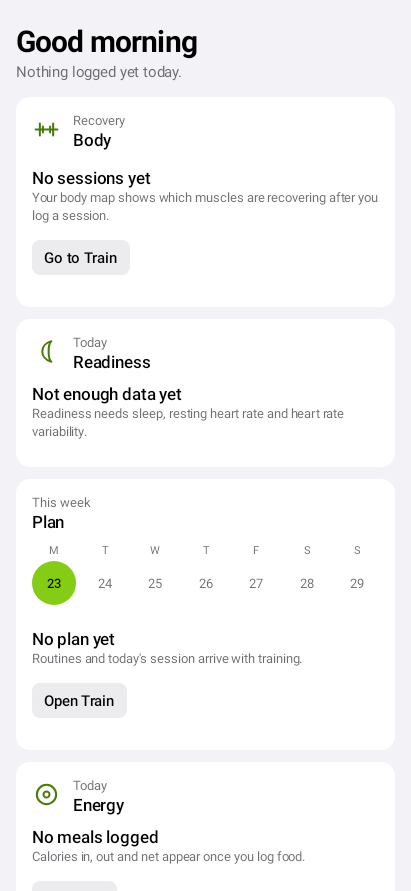 Good morning
Nothing logged yet today.
Recovery
Body
No sessions yet
Your body map shows which muscles are recovering after you
log a session.
Go to Train
Today
Readiness
Not enough data yet
Readiness needs sleep, resting heart rate and heart rate
variability.
This week
Plan
M T W T F S S
23 24 25 26 27 28 29
No plan yet
Routines and today's session arrive with training.
Open Train
Today
Energy
No meals logged
Calories in, out and net appear once you log food.